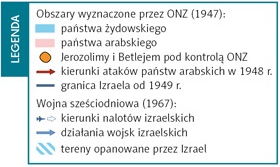 LEGENDA
Obszary wyznaczone przez ONZ (1947):
państwa żydowskiego
państwa arabskiego
Jerozolimy i Betlejem pod kontrolą ONZ
kierunki ataków państw arabskich w 1948 r.
granica Izraela od 1949 r.
Wojna sześciodniowa (1967):
kierunki nalotów izraelskich
działania wojsk izraelskich
tereny opanowane przez Izrael